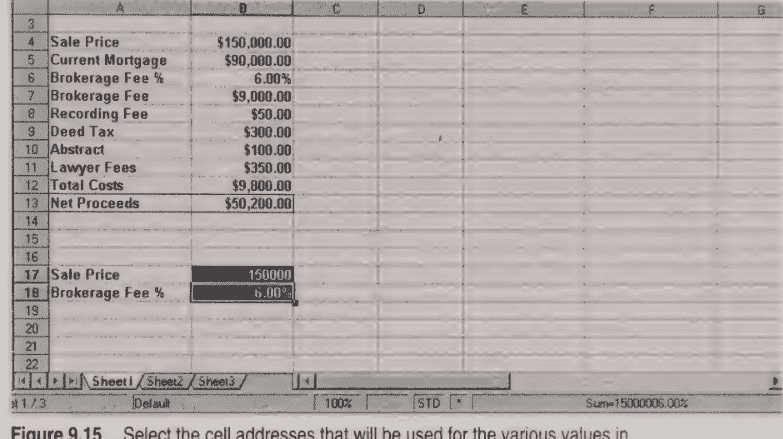 A B C D E F G
3
4 Sale Price $150,000.00
5 Current Mortgage $90,000.00
6 Brokerage Fee % 6.00%
7 Brokerage Fee $9,000.00
8 Recording Fee $50.00
9 Deed Tax $300.00
10 Abstract $100.00
11 Lawyer Fees $350.00
12 Total Costs $9,800.00
13 Net Proceeds $50,200.00
14
15
16
17 Sale Price 150000
18 Brokerage Fee % 6.00%
19
20
21
22
Sheet1 Sheet2 Sheet3
1 / 3 Default 100% STD * Sum=15000006.00%
Figure 9.15 Select the cell addresses that will be used for the various values in